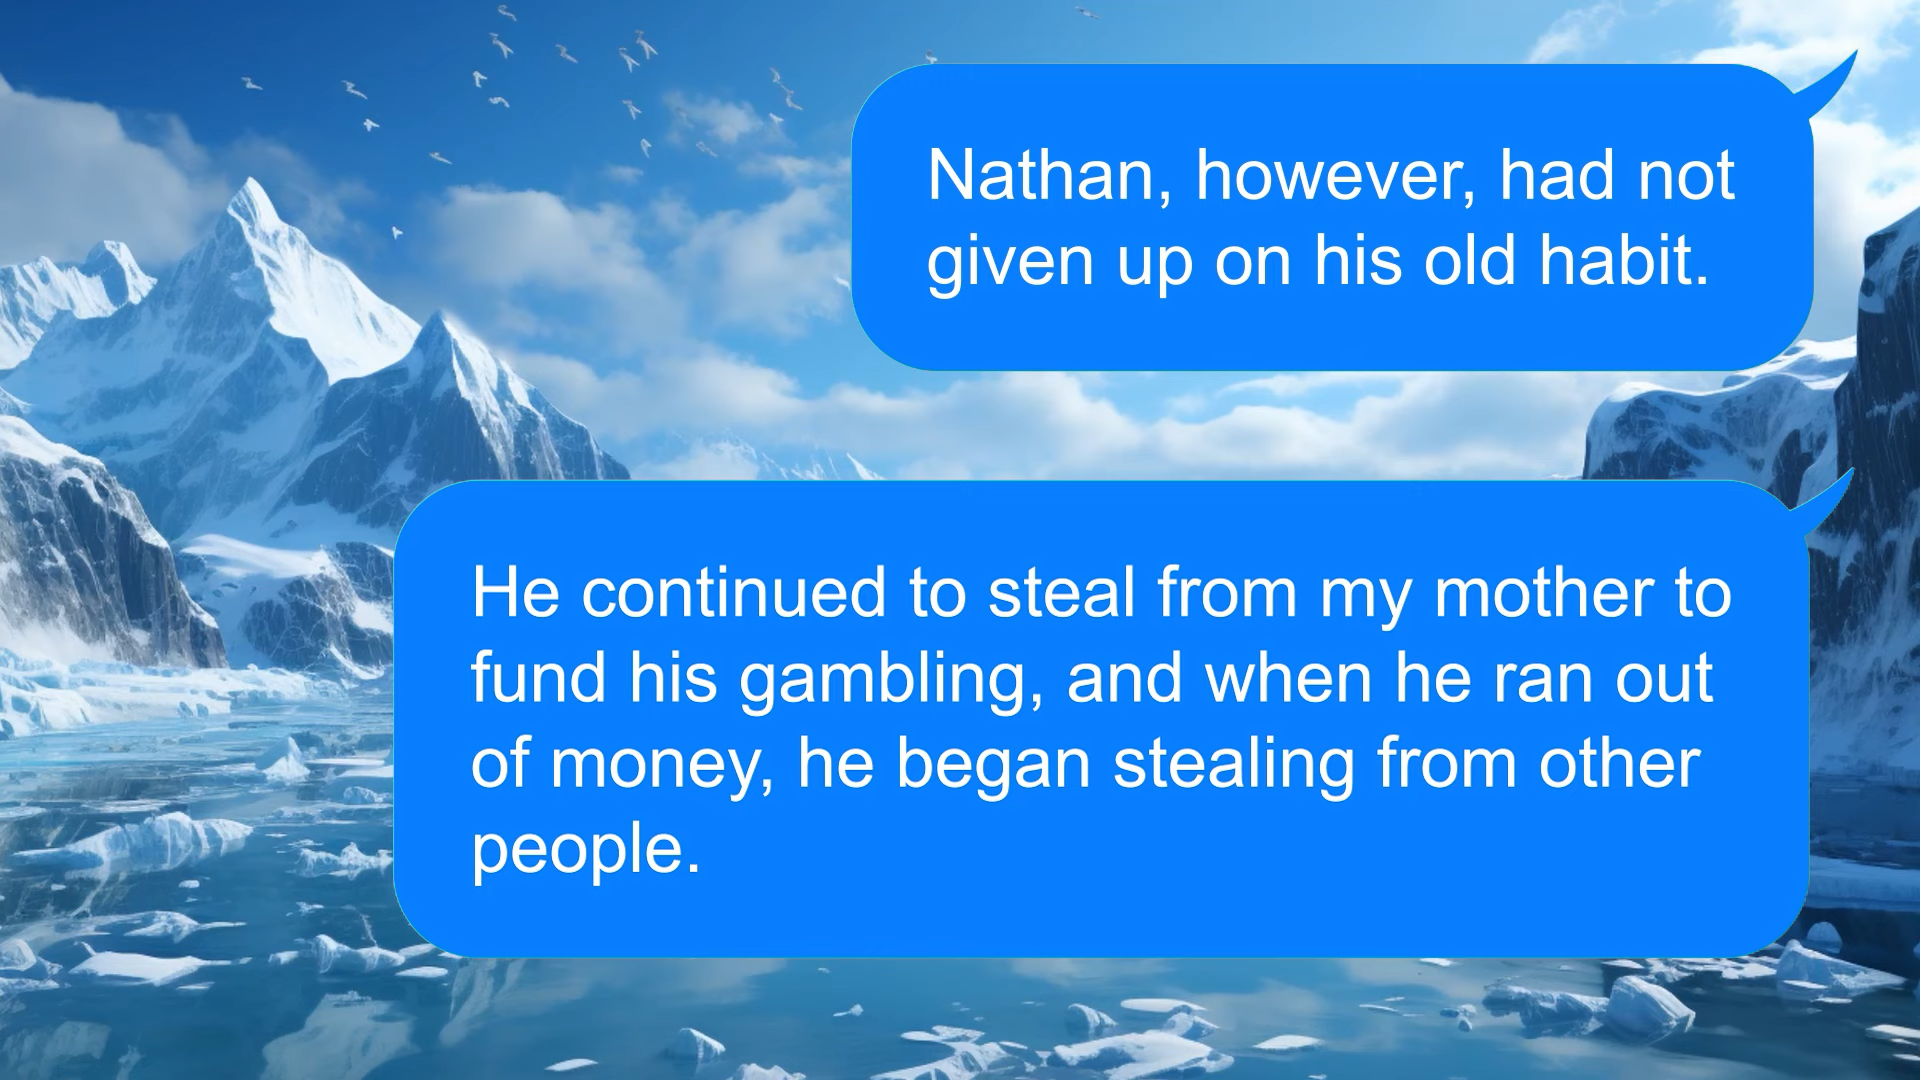 Nathan, however, had not
given up on his old habit.
He continued to steal from my mother to
fund his gambling, and when he ran out
of money, he began stealing from other
people.